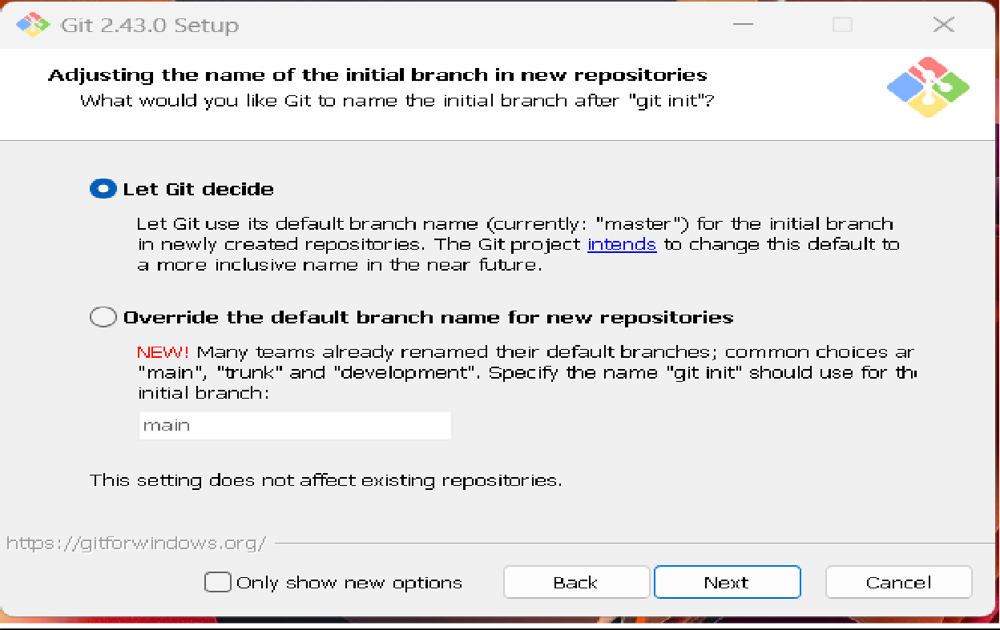 Git 2.43.0 Setup
Adjusting the name of the initial branch in new repositories
What would you like Git to name the initial branch after "git init"?
Let Git decide
Let Git use its default branch name (currently: "master") for the initial branch
in newly created repositories. The Git project intends to change this default to
a more inclusive name in the near future.
Override the default branch name for new repositories
NEW! Many teams already renamed their default branches; common choices ar
"main", "trunk" and "development". Specify the name "git init" should use for the
initial branch:
main
This setting does not affect existing repositories.
https://gitforwindows.org/
Only show new options
Back
Next
Cancel